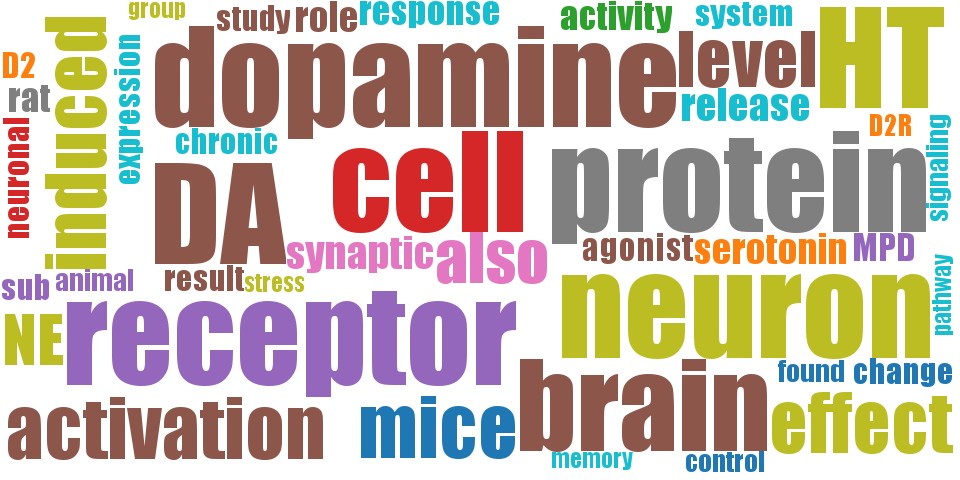 group
study
role
response
activity
system
HT
D2
rat
induced
expression
dopamine
level
release
neuronal
chronic
D2R
signaling
DA
cell
protein
synaptic
also
agonist
serotonin
MPD
sub
animal
result
stress
pathway
NE
receptor
neuron
found
change
activation
mice
brain
effect
memory
control